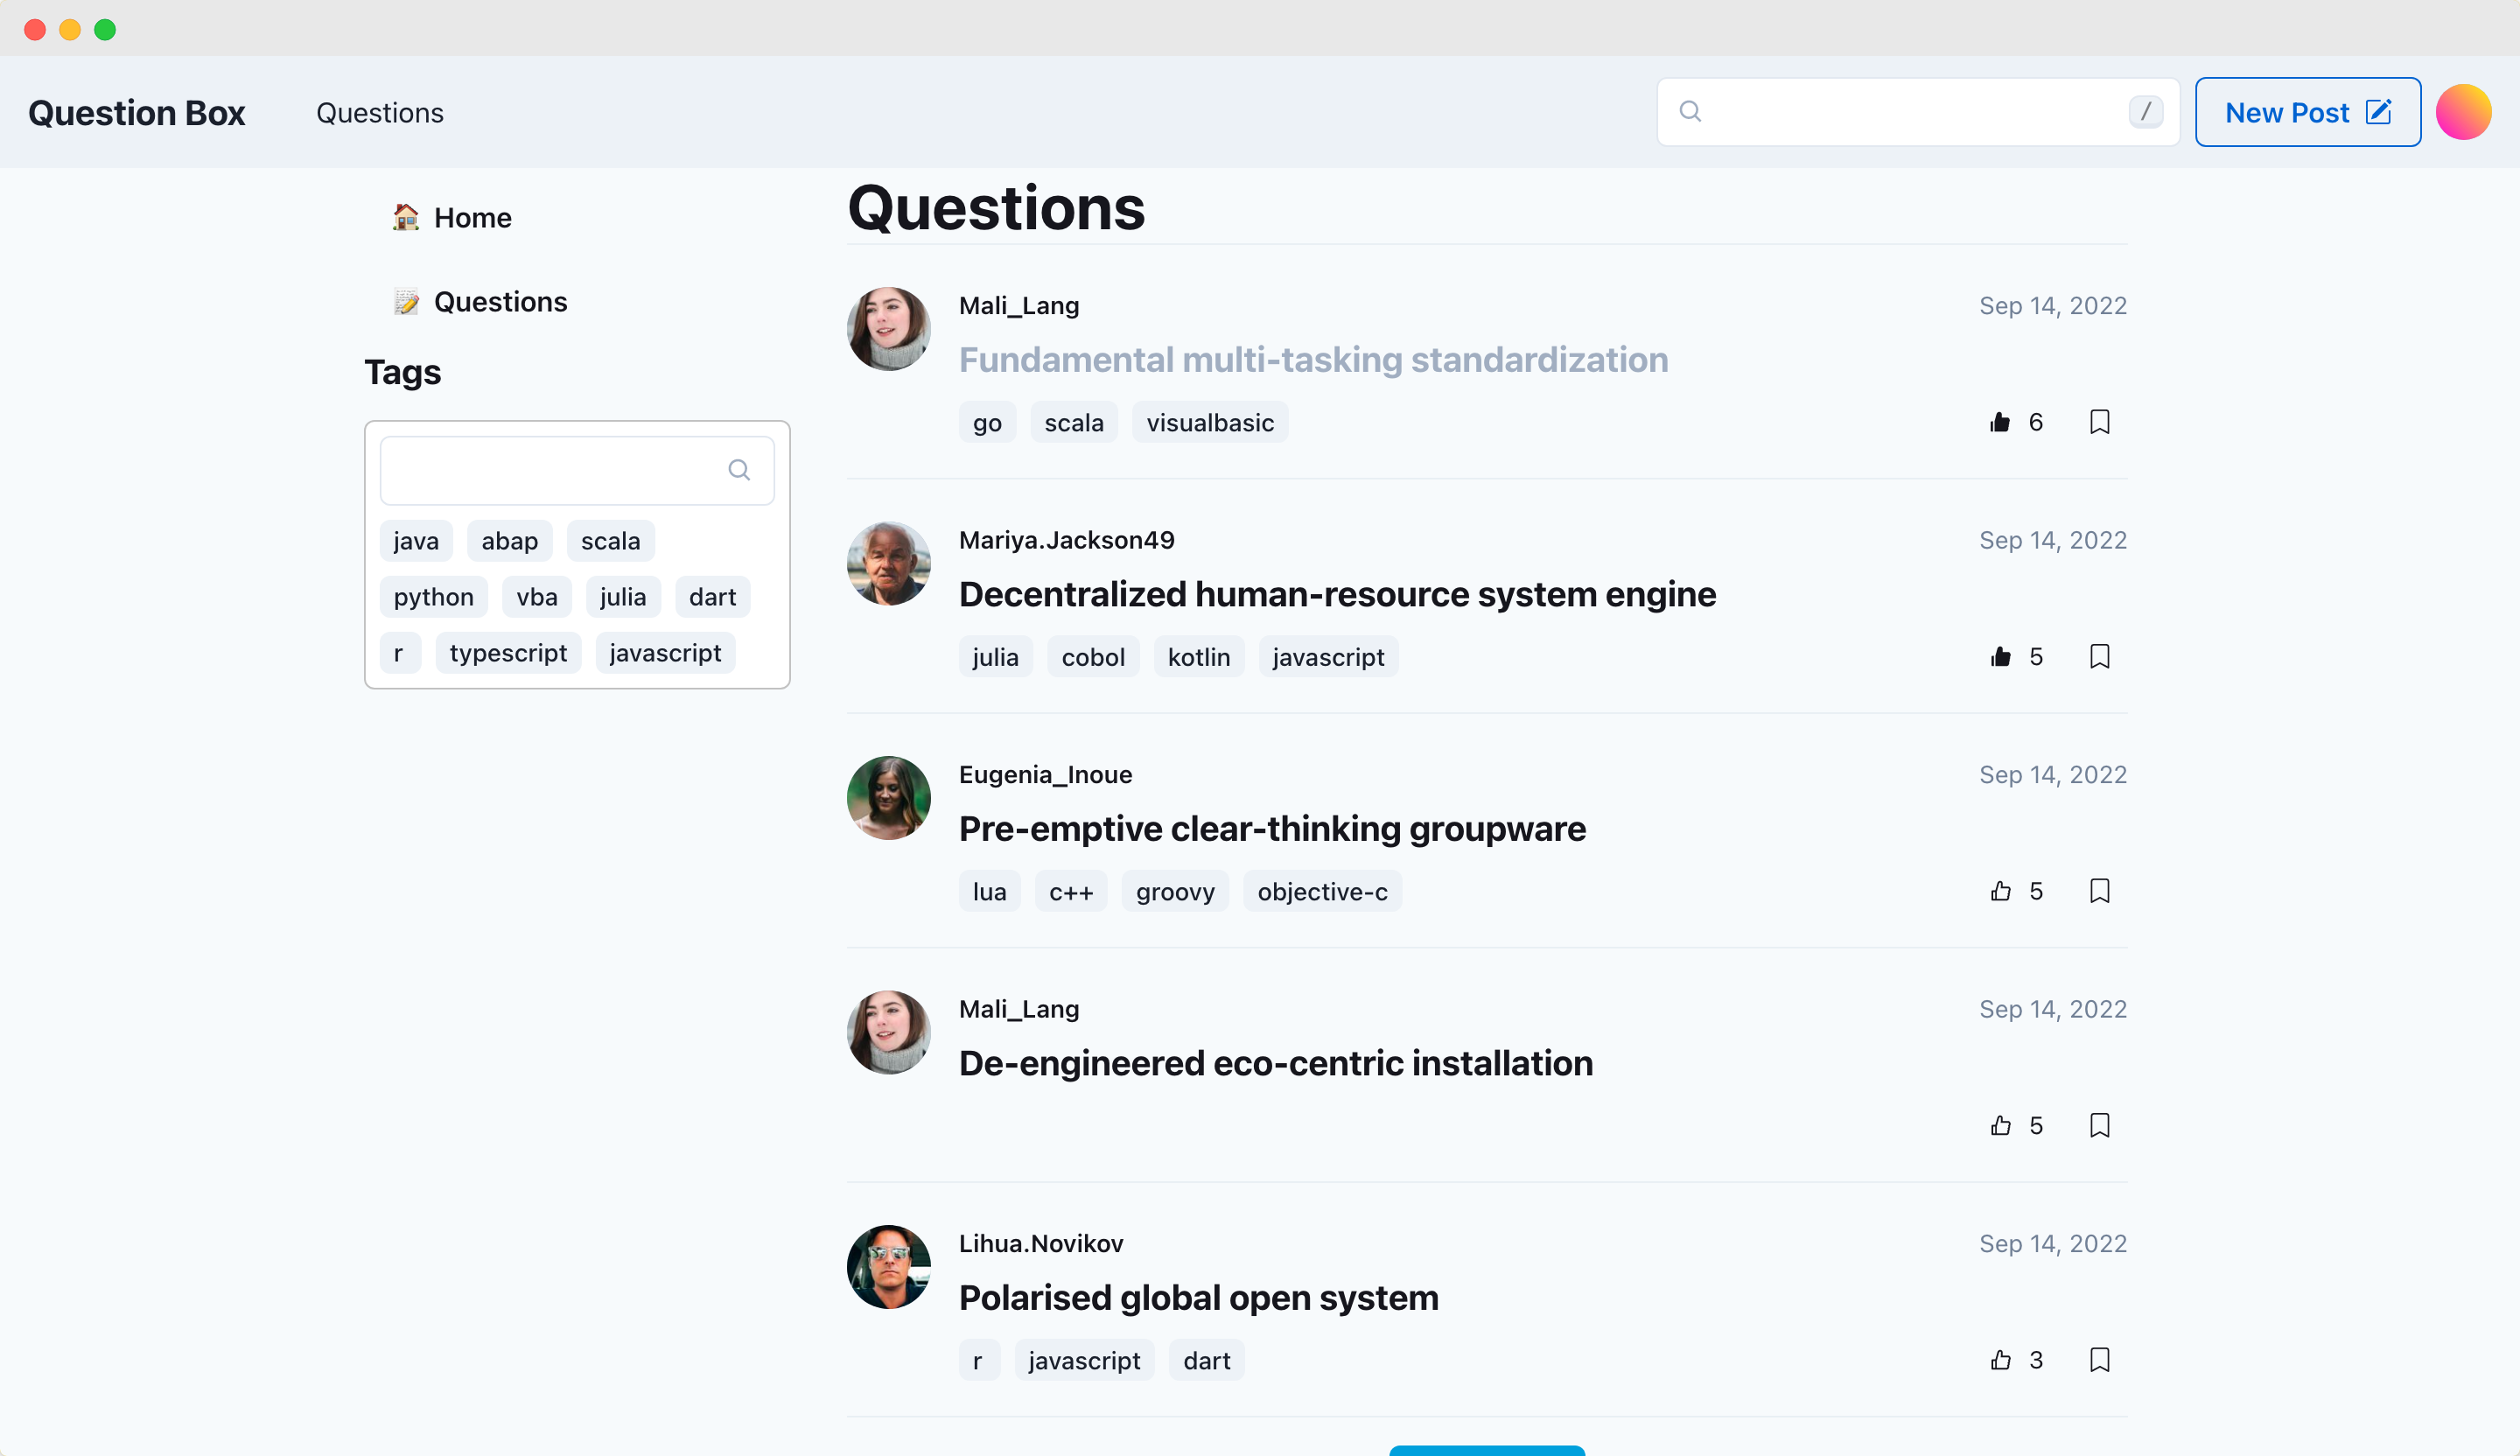 Question Box
Questions
/
New Post
Home
Questions
Tags
java abap scala
python vba julia dart
r typescript javascript
Questions
Mali_Lang
Sep 14, 2022
Fundamental multi-tasking standardization
go scala visualbasic
6
Mariya.Jackson49
Sep 14, 2022
Decentralized human-resource system engine
julia cobol kotlin javascript
5
Eugenia_Inoue
Sep 14, 2022
Pre-emptive clear-thinking groupware
lua c++ groovy objective-c
5
Mali_Lang
Sep 14, 2022
De-engineered eco-centric installation
5
Lihua.Novikov
Sep 14, 2022
Polarised global open system
r javascript dart
3